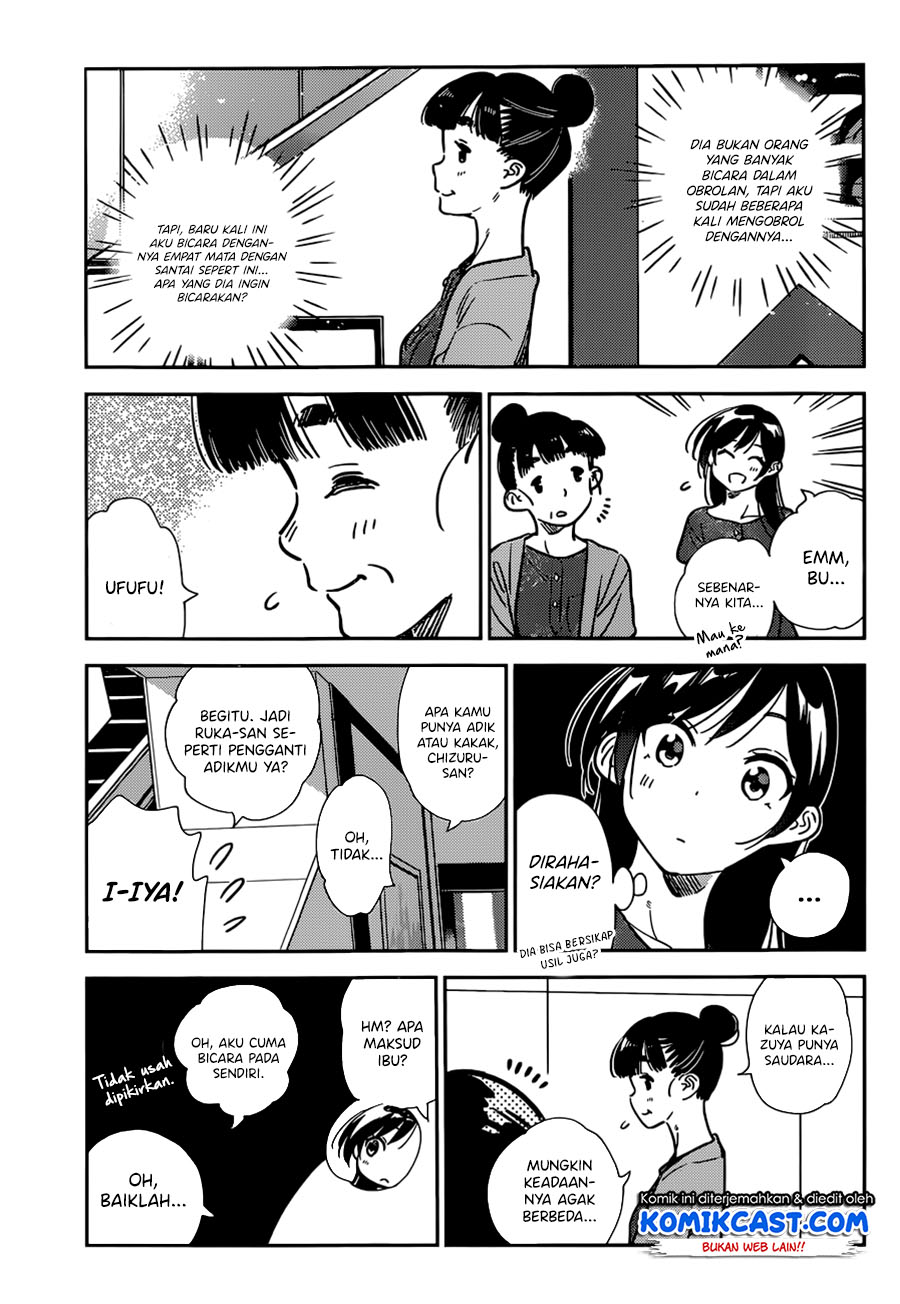 DIA BUKAN ORANG
YANG BANYAK
BICARA DALAM
OBROLAN, TAPI AKU
SUDAH BEBERAPA
KALI MENGOBROL
DENGANNYA...
TAPI, BARU KALI INI
AKU BICARA DENGAN-
NYA EMPAT MATA DENGAN
SANTAI SEPERT INI...
APA YANG DIA INGIN
BICARAKAN?
EMM,
BU...
SEBENAR-
NYA KITA...
Mau ke
mana?
UFUFU!
...
DIRAHA-
SIAKAN?
DIA BISA BERSIKAP
USIL JUGA?
APA KAMU
PUNYA ADIK
ATAU KAKAK,
CHIZURU-
SAN?
OH,
TIDAK...
BEGITU. JADI
RUKA-SAN SE-
PERTI PENGGANTI
ADIKMU YA?
I-IYA!
KALAU KA-
ZUYA PUNYA
SAUDARA...
MUNGKIN
KEADAAN-
NYA AGAK
BERBEDA...
HM? APA
MAKSUD
IBU?
OH, AKU CUMA
BICARA PADA
SENDIRI.
Tidak usah
dipikirkan.
OH,
BAIKLAH...
Komik ini diterjemahkan & diedit oleh
KOMIKCAST.COM
BUKAN WEB LAIN!!